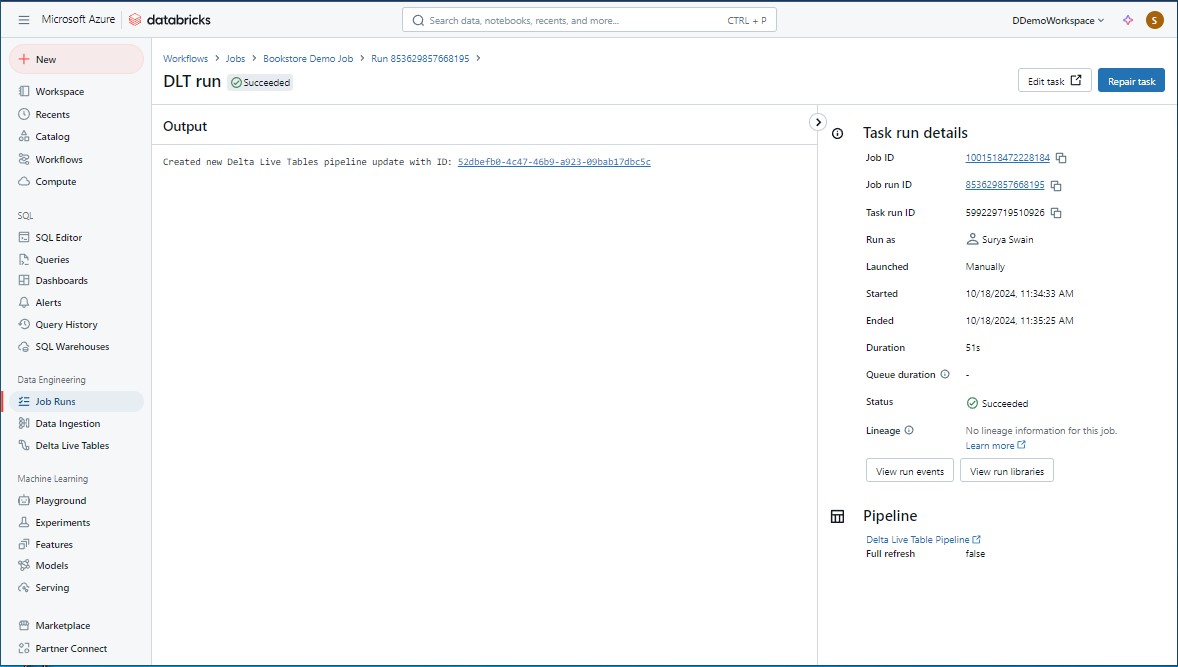 Microsoft Azure databricks
Search data, notebooks, recents, and more... CTRL + P
DDemoWorkspace
S
New
Workspace
Recents
Catalog
Workflows
Compute
SQL
SQL Editor
Queries
Dashboards
Alerts
Query History
SQL Warehouses
Data Engineering
Job Runs
Data Ingestion
Delta Live Tables
Machine Learning
Playground
Experiments
Features
Models
Serving
Marketplace
Partner Connect
Workflows > Jobs > Bookstore Demo Job > Run 853629857668195 >
DLT run Succeeded
Edit task Repair task
Output
Created new Delta Live Tables pipeline update with ID: 52dbefb0-4c47-46b9-a923-09bab17dbc5c
Task run details
Job ID 1001518472228184
Job run ID 853629857668195
Task run ID 599229719510926
Run as Surya Swain
Launched Manually
Started 10/18/2024, 11:34:33 AM
Ended 10/18/2024, 11:35:25 AM
Duration 51s
Queue duration -
Status Succeeded
Lineage No lineage information for this job.
Learn more
View run events View run libraries
Pipeline
Delta Live Table Pipeline
Full refresh false